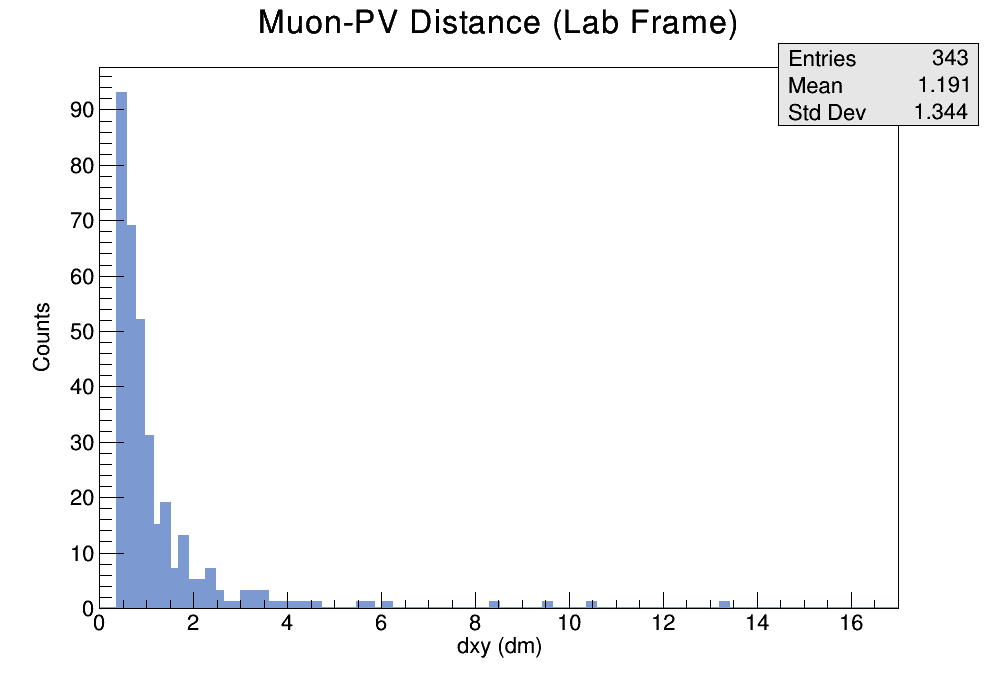 Muon-PV Distance (Lab Frame)
Entries 343
Mean 1.191
Std Dev 1.344
90
80
70
60
50
40
30
20
10
0
Counts
0 2 4 6 8 10 12 14 16
dxy (dm)